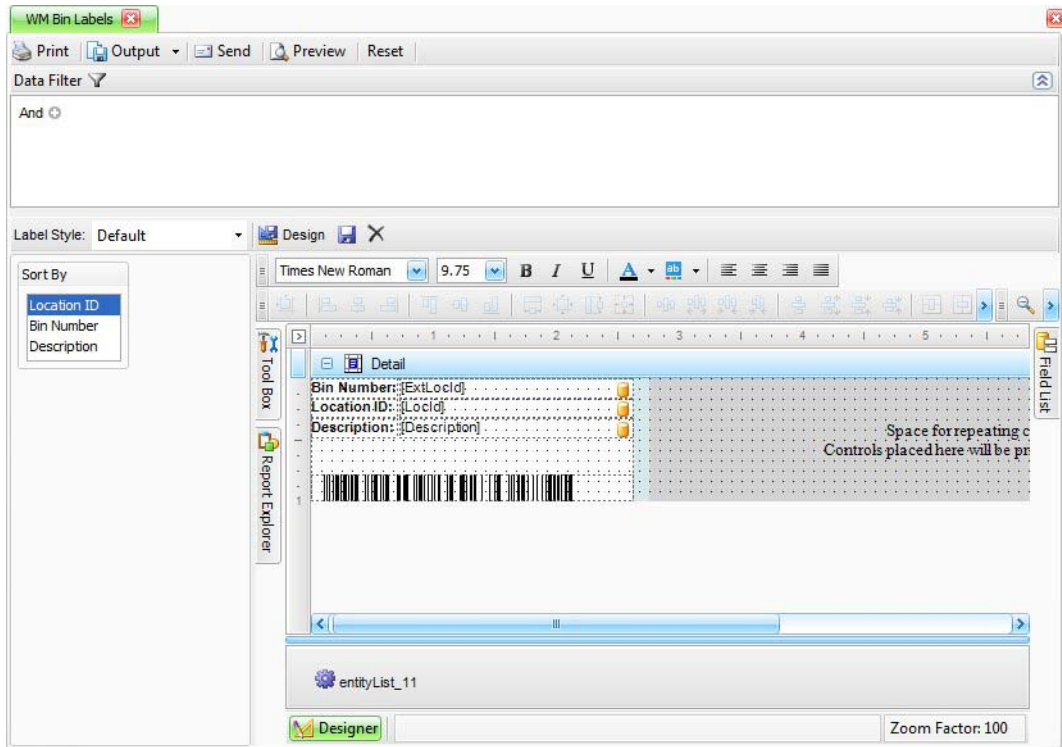 WM Bin Labels
Print Output Send Preview Reset
Data Filter
And
Label Style: Default Design
Sort By
Location ID
Bin Number
Description
Times New Roman 9.75 B I U A ab
Tool Box
Report Explorer
1 2 3 4 5
Field List
Detail
Bin Number: [ExtLocId]
Location ID: [LocId]
Description: [Description]
Space for repeating c
Controls placed here will be pr
1
entityList_11
Designer Zoom Factor: 100